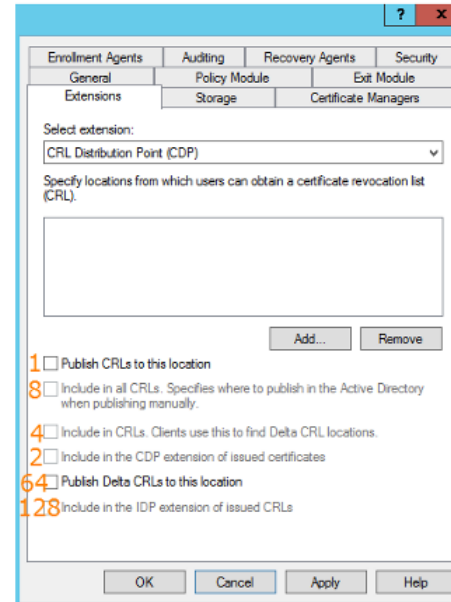 ? x
Enrollment Agents Auditing Recovery Agents Security
General Policy Module Exit Module
Extensions Storage Certificate Managers
Select extension:
CRL Distribution Point (CDP)
Specify locations from which users can obtain a certificate revocation list
(CRL).
Add... Remove
1 Publish CRLs to this location
8 Include in all CRLs. Specifies where to publish in the Active Directory
when publishing manually.
4 Include in CRLs. Clients use this to find Delta CRL locations.
2 Include in the CDP extension of issued certificates
64 Publish Delta CRLs to this location
128 Include in the IDP extension of issued CRLs
OK Cancel Apply Help